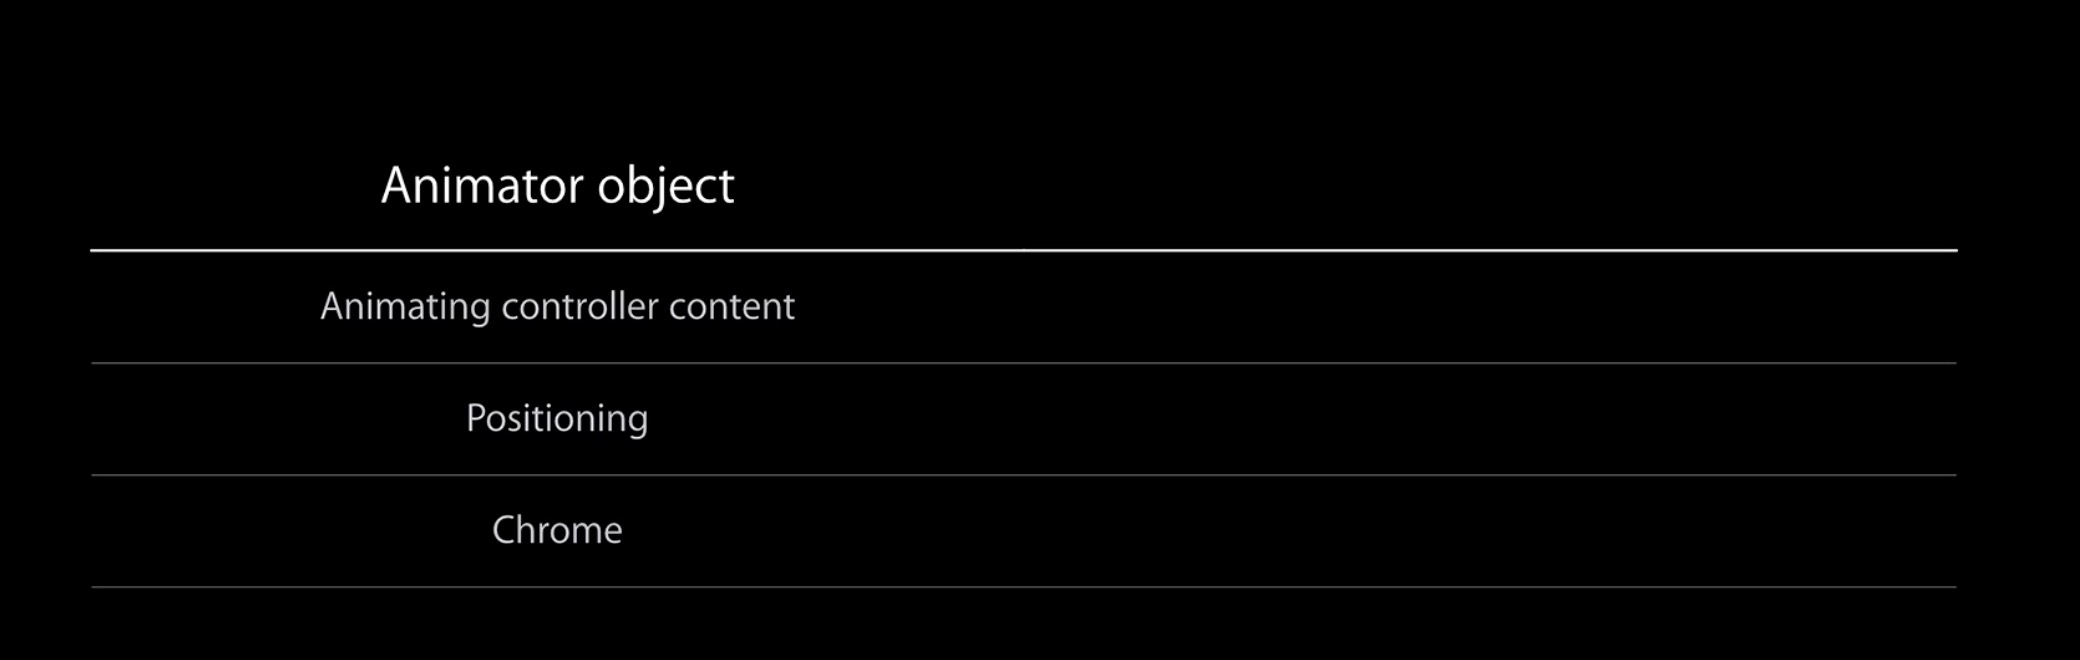 Animator object
Animating controller content
Positioning
Chrome